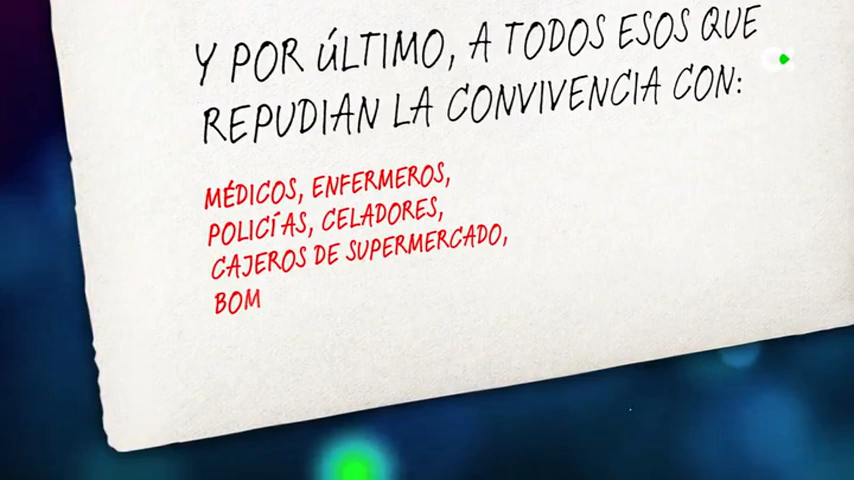 Y POR ÚLTIMO, A TODOS ESOS QUE
REPUDIAN LA CONVIVENCIA CON:
MÉDICOS, ENFERMEROS,
POLICÍAS, CELADORES,
CAJEROS DE SUPERMERCADO,
BOM